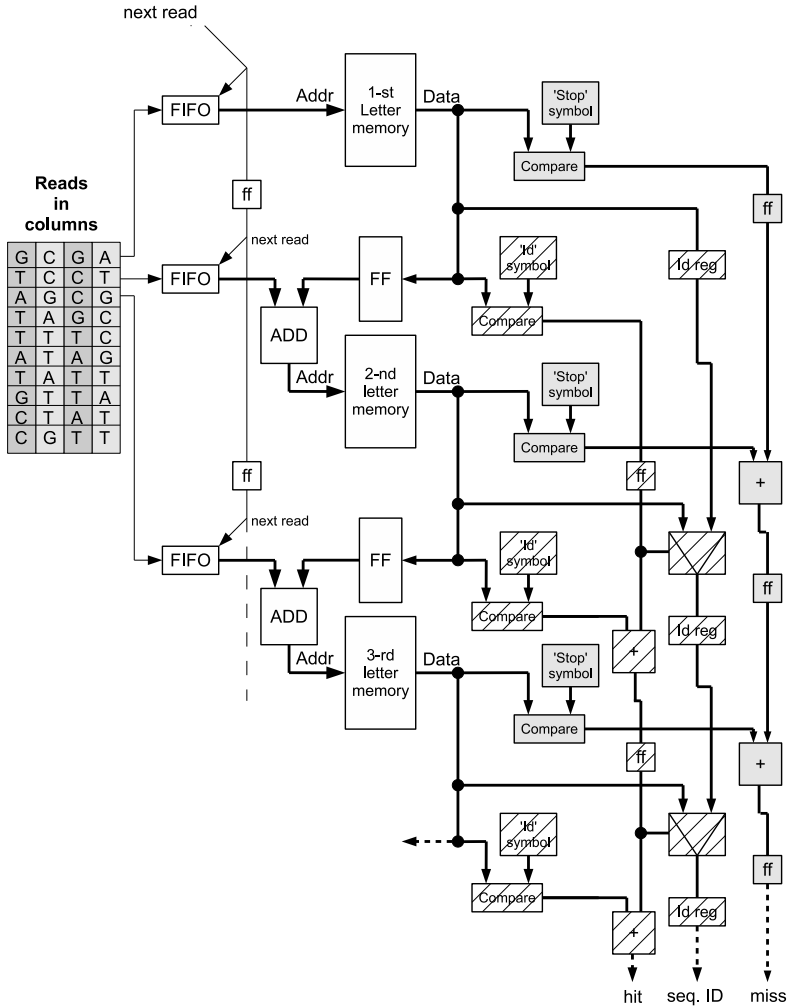 next read
FIFO
Addr
1-st
Letter
memory
Data
'Stop'
symbol
Compare
ff
ff
Reads
in
columns
next read
G C G A
T C C T
A G C G
T A G C
T T T C
A T A G
T A T T
G T T A
C T A T
C G T T
FIFO
FF
'Id'
symbol
Id reg
Compare
ADD
Addr
2-nd
letter
memory
Data
'Stop'
symbol
Compare
ff
ff
+
next read
FIFO
FF
'Id'
symbol
ff
Compare
ADD
Id reg
+
Addr
3-rd
letter
memory
Data
'Stop'
symbol
Compare
ff
+
'Id'
symbol
ff
Compare
Id reg
+
hit
seq. ID
miss